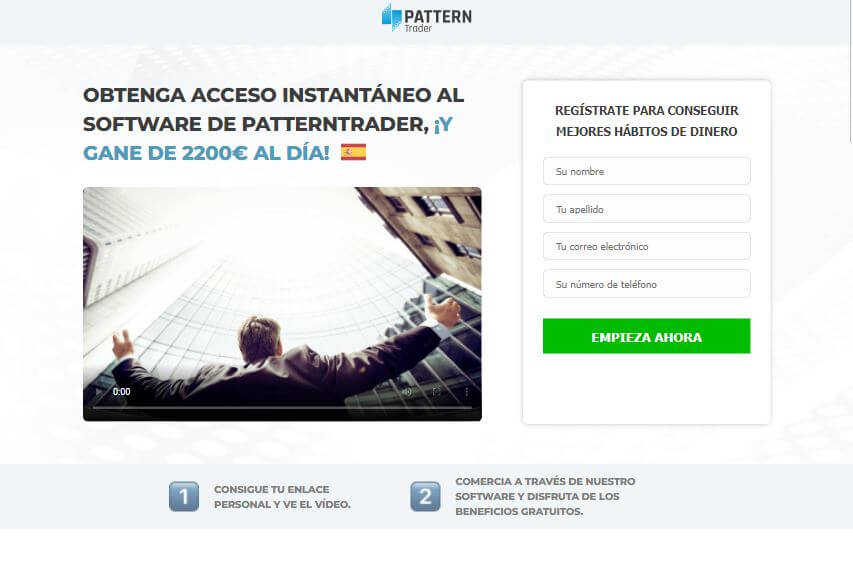 PATTERN
Trader
OBTENGA ACCESO INSTANTÁNEO AL
SOFTWARE DE PATTERNTRADER, ¡Y
GANE DE 2200€ AL DÍA!
0:00
REGÍSTRATE PARA CONSEGUIR
MEJORES HÁBITOS DE DINERO
Su nombre
Tu apellido
Tu correo electrónico
Su número de teléfono
EMPIEZA AHORA
1
CONSIGUE TU ENLACE
PERSONAL Y VE EL VÍDEO.
2
COMERCIA A TRAVÉS DE NUESTRO
SOFTWARE Y DISFRUTA DE LOS
BENEFICIOS GRATUITOS.